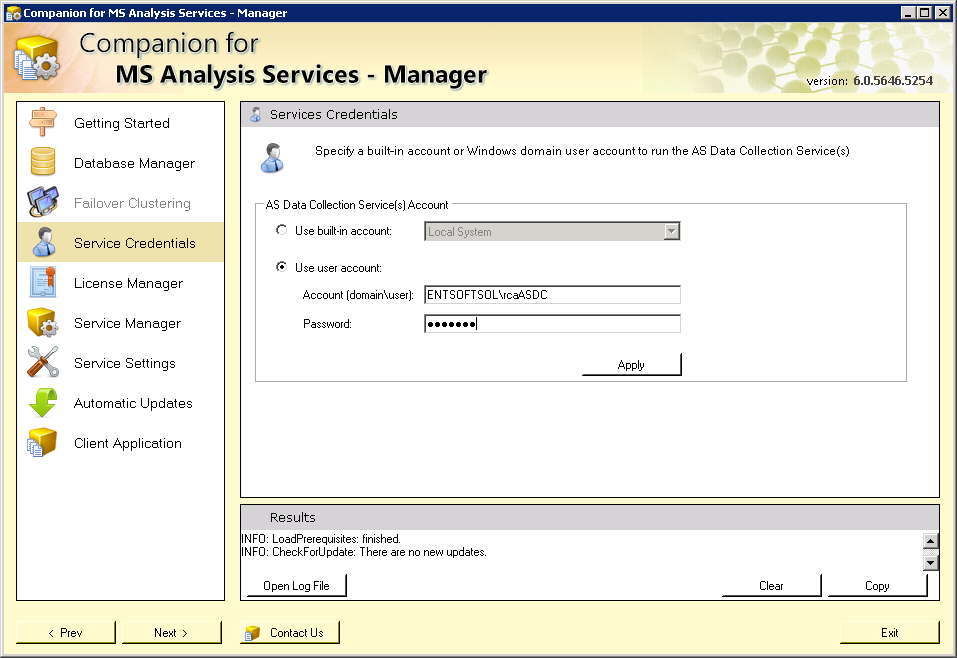 Companion for MS Analysis Services - Manager
Companion for
MS Analysis Services - Manager
version: 6.0.5646.5254
Getting Started
Database Manager
Failover Clustering
Service Credentials
License Manager
Service Manager
Service Settings
Automatic Updates
Client Application
Services Credentials
Specify a built-in account or Windows domain user account to run the AS Data Collection Service(s)
AS Data Collection Service(s) Account
Use built-in account: Local System
Use user account:
Account (domain\user): ENTSOFTSOL\rcaASDC
Password: ●●●●●●●
Apply
Results
INFO: LoadPrerequisites: finished.
INFO: CheckForUpdate: There are no new updates.
Open Log File Clear Copy
< Prev Next > Contact Us Exit